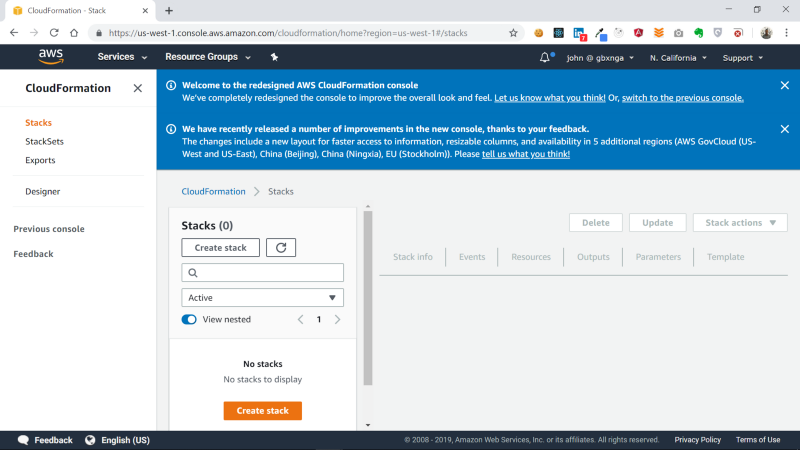 CloudFormation - Stack
https://us-west-1.console.aws.amazon.com/cloudformation/home?region=us-west-1#/stacks
aws
Services
Resource Groups
john @ gbxnga
N. California
Support
CloudFormation
Stacks
StackSets
Exports
Designer
Previous console
Feedback
Welcome to the redesigned AWS CloudFormation console
We've completely redesigned the console to improve the overall look and feel. Let us know what you think! Or, switch to the previous console.
We have recently released a number of improvements in the new console, thanks to your feedback.
The changes include a new layout for faster access to information, resizable columns, and availability in 5 additional regions (AWS GovCloud (US-
West and US-East), China (Beijing), China (Ningxia), EU (Stockholm)). Please tell us what you think!
CloudFormation > Stacks
Stacks (0)
Create stack
Active
View nested
1
No stacks
No stacks to display
Create stack
Delete
Update
Stack actions
Stack info
Events
Resources
Outputs
Parameters
Template
Feedback
English (US)
© 2008 - 2019, Amazon Web Services, Inc. or its affiliates. All rights reserved.
Privacy Policy
Terms of Use